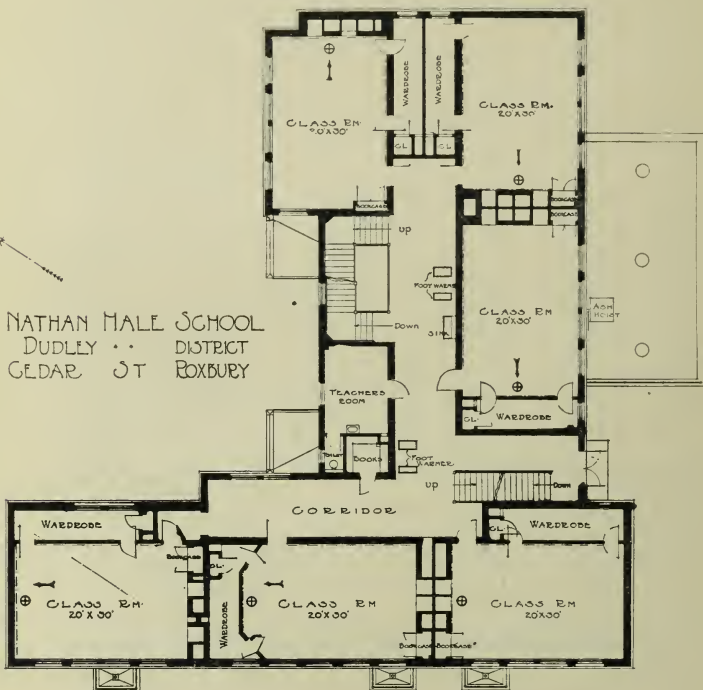 WARDROBE
WARDROBE
CLASS RM.
20'X30'
CLASS RM.
20'X30'
CL.
CL.
BOOKCASE
UP
BOOKCASE
BOOKCASE
FOOT WARMER
CLASS RM
20'X30'
ASH
HOIST
NATHAN HALE SCHOOL
DUDLEY · · DISTRICT
CEDAR ST ROXBURY
DOWN
SINK
TEACHERS
ROOM
CL.
WARDROBE
TOILET
BOOKS
FOOT
WARMER
UP
DOWN
CORRIDOR
WARDROBE
CL.
WARDROBE
BOOKCASE
CL.
CLASS RM.
20'X30'
WARDROBE
CLASS RM
20'X30'
CLASS RM
20'X30'
BOOKCASE
BOOKCASE